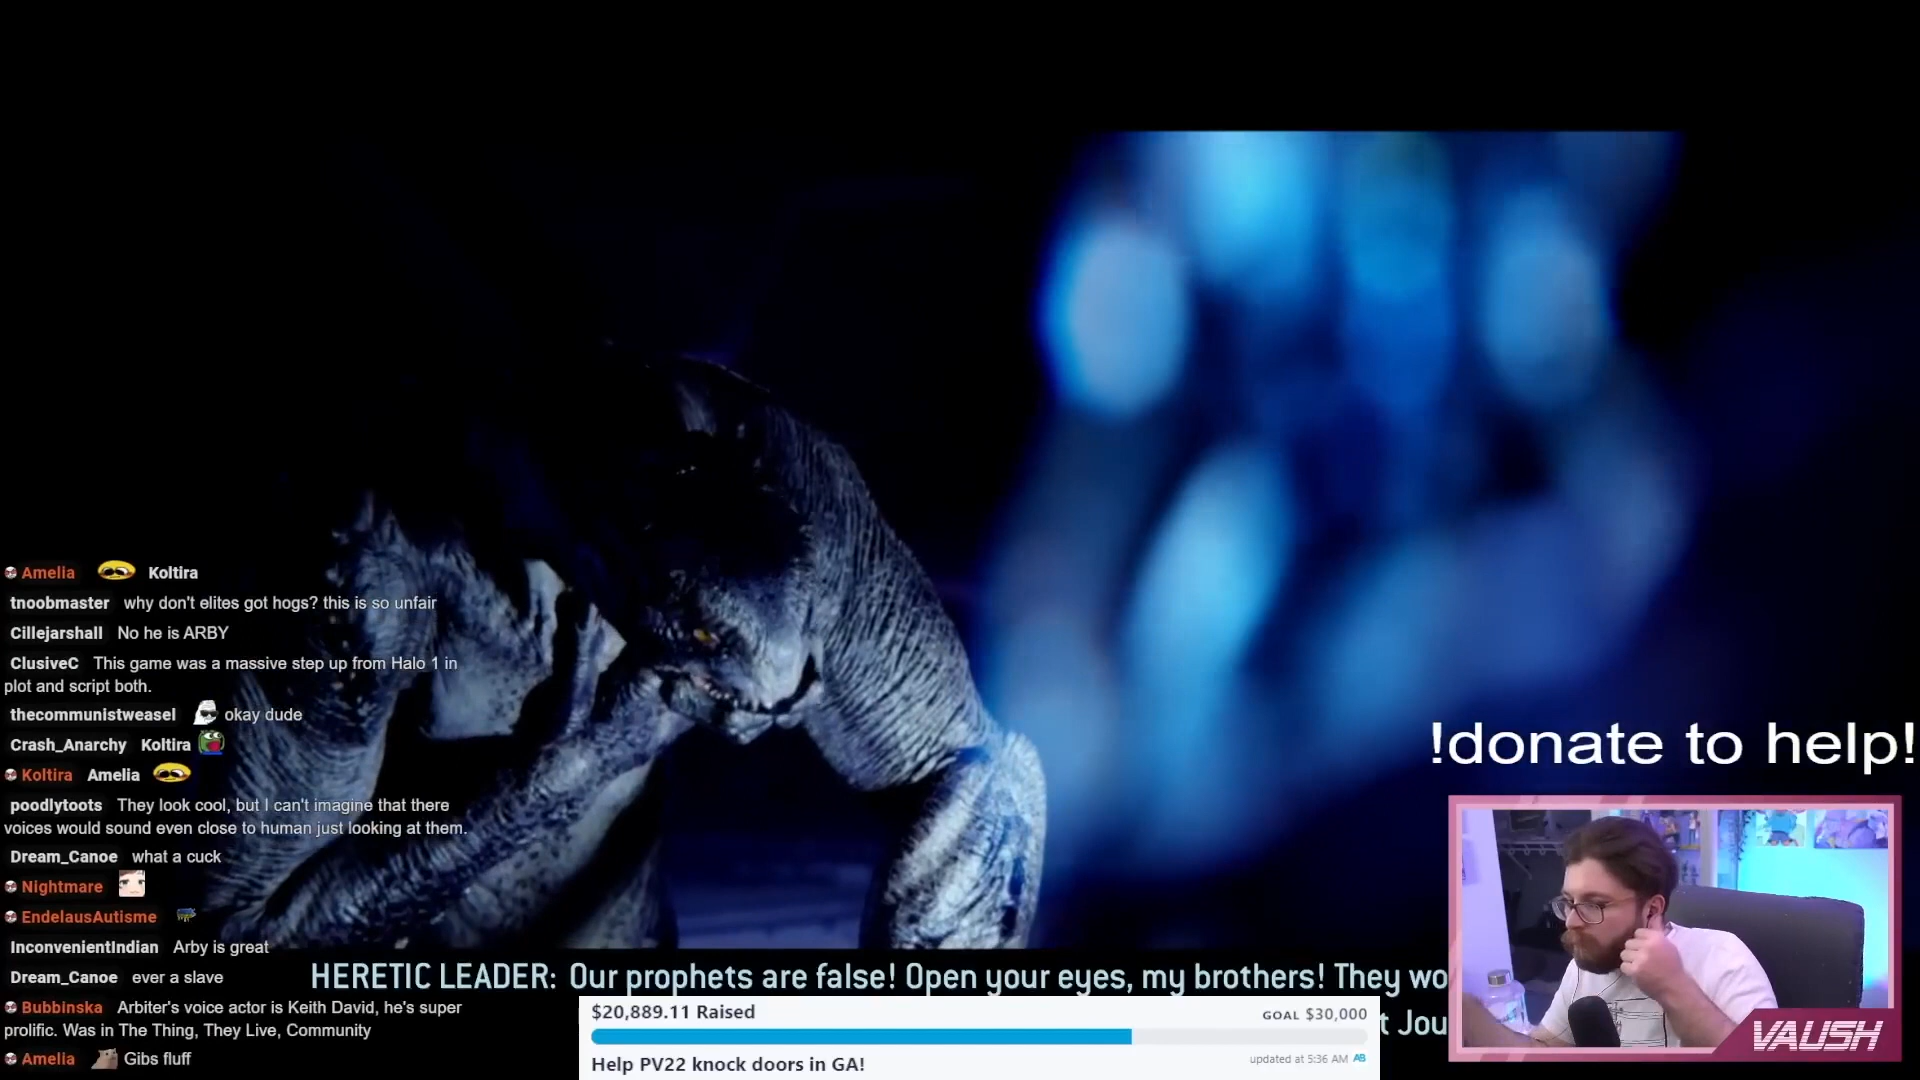 Amelia Koltira
tnoobmaster why don't elites got hogs? this is so unfair
Cillejarshall No he is ARBY
ClusiveC This game was a massive step up from Halo 1 in
plot and script both.
thecommunistweasel okay dude
Crash_Anarchy Koltira
Koltira Amelia
poodlytoots They look cool, but I can't imagine that there
voices would sound even close to human just looking at them.
Dream_Canoe what a cuck
Nightmare
EndelausAutisme
InconvenientIndian Arby is great
Dream_Canoe ever a slave
Bubbinska Arbiter's voice actor is Keith David, he's super
prolific. Was in The Thing, They Live, Community
Amelia Gibs fluff
HERETIC LEADER: Our prophets are false! Open your eyes, my brothers! They wo
t Jou
$20,889.11 Raised
GOAL $30,000
Help PV22 knock doors in GA!
updated at 5:36 AM AB
!donate to help!
VAUSH